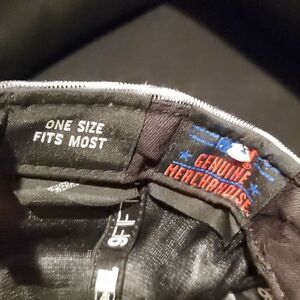 ONE SIZE
FITS MOST
GENUINE
MERCHANDISE